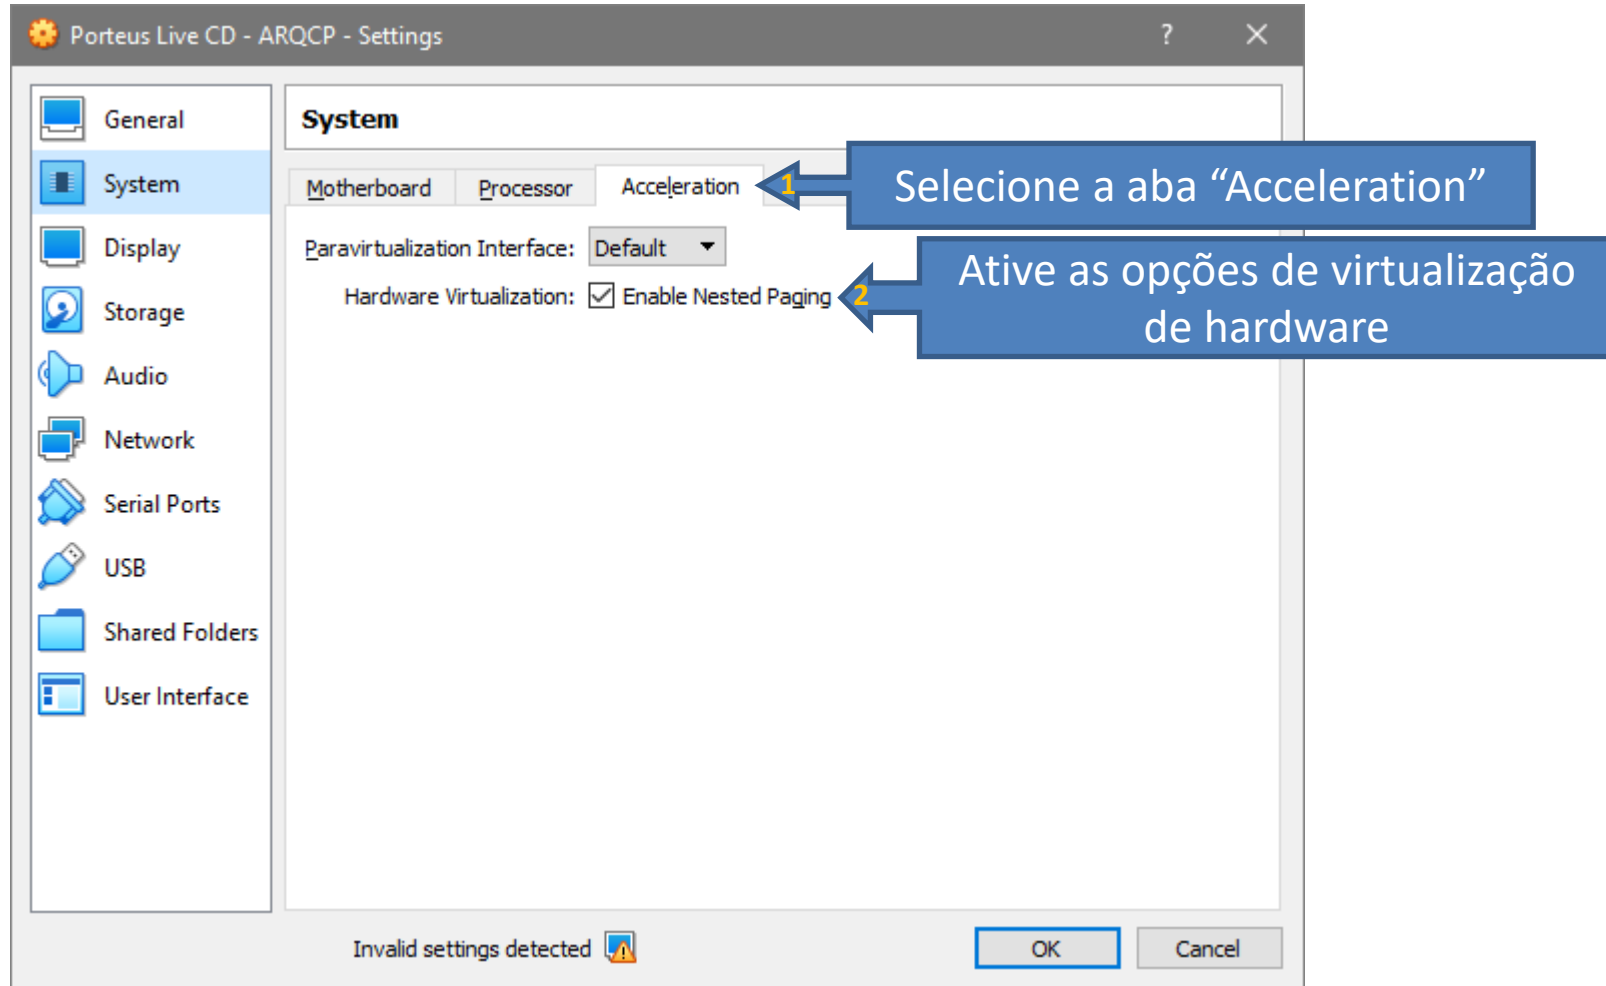 Porteus Live CD - ARQCP - Settings
?
General
System
Display
Storage
Audio
Network
Serial Ports
USB
Shared Folders
User Interface
System
Motherboard Processor Acceleration
1
Selecione a aba “Acceleration”
Paravirtualization Interface: Default
Hardware Virtualization: Enable Nested Paging
2
Ative as opções de virtualização
de hardware
Invalid settings detected
OK
Cancel